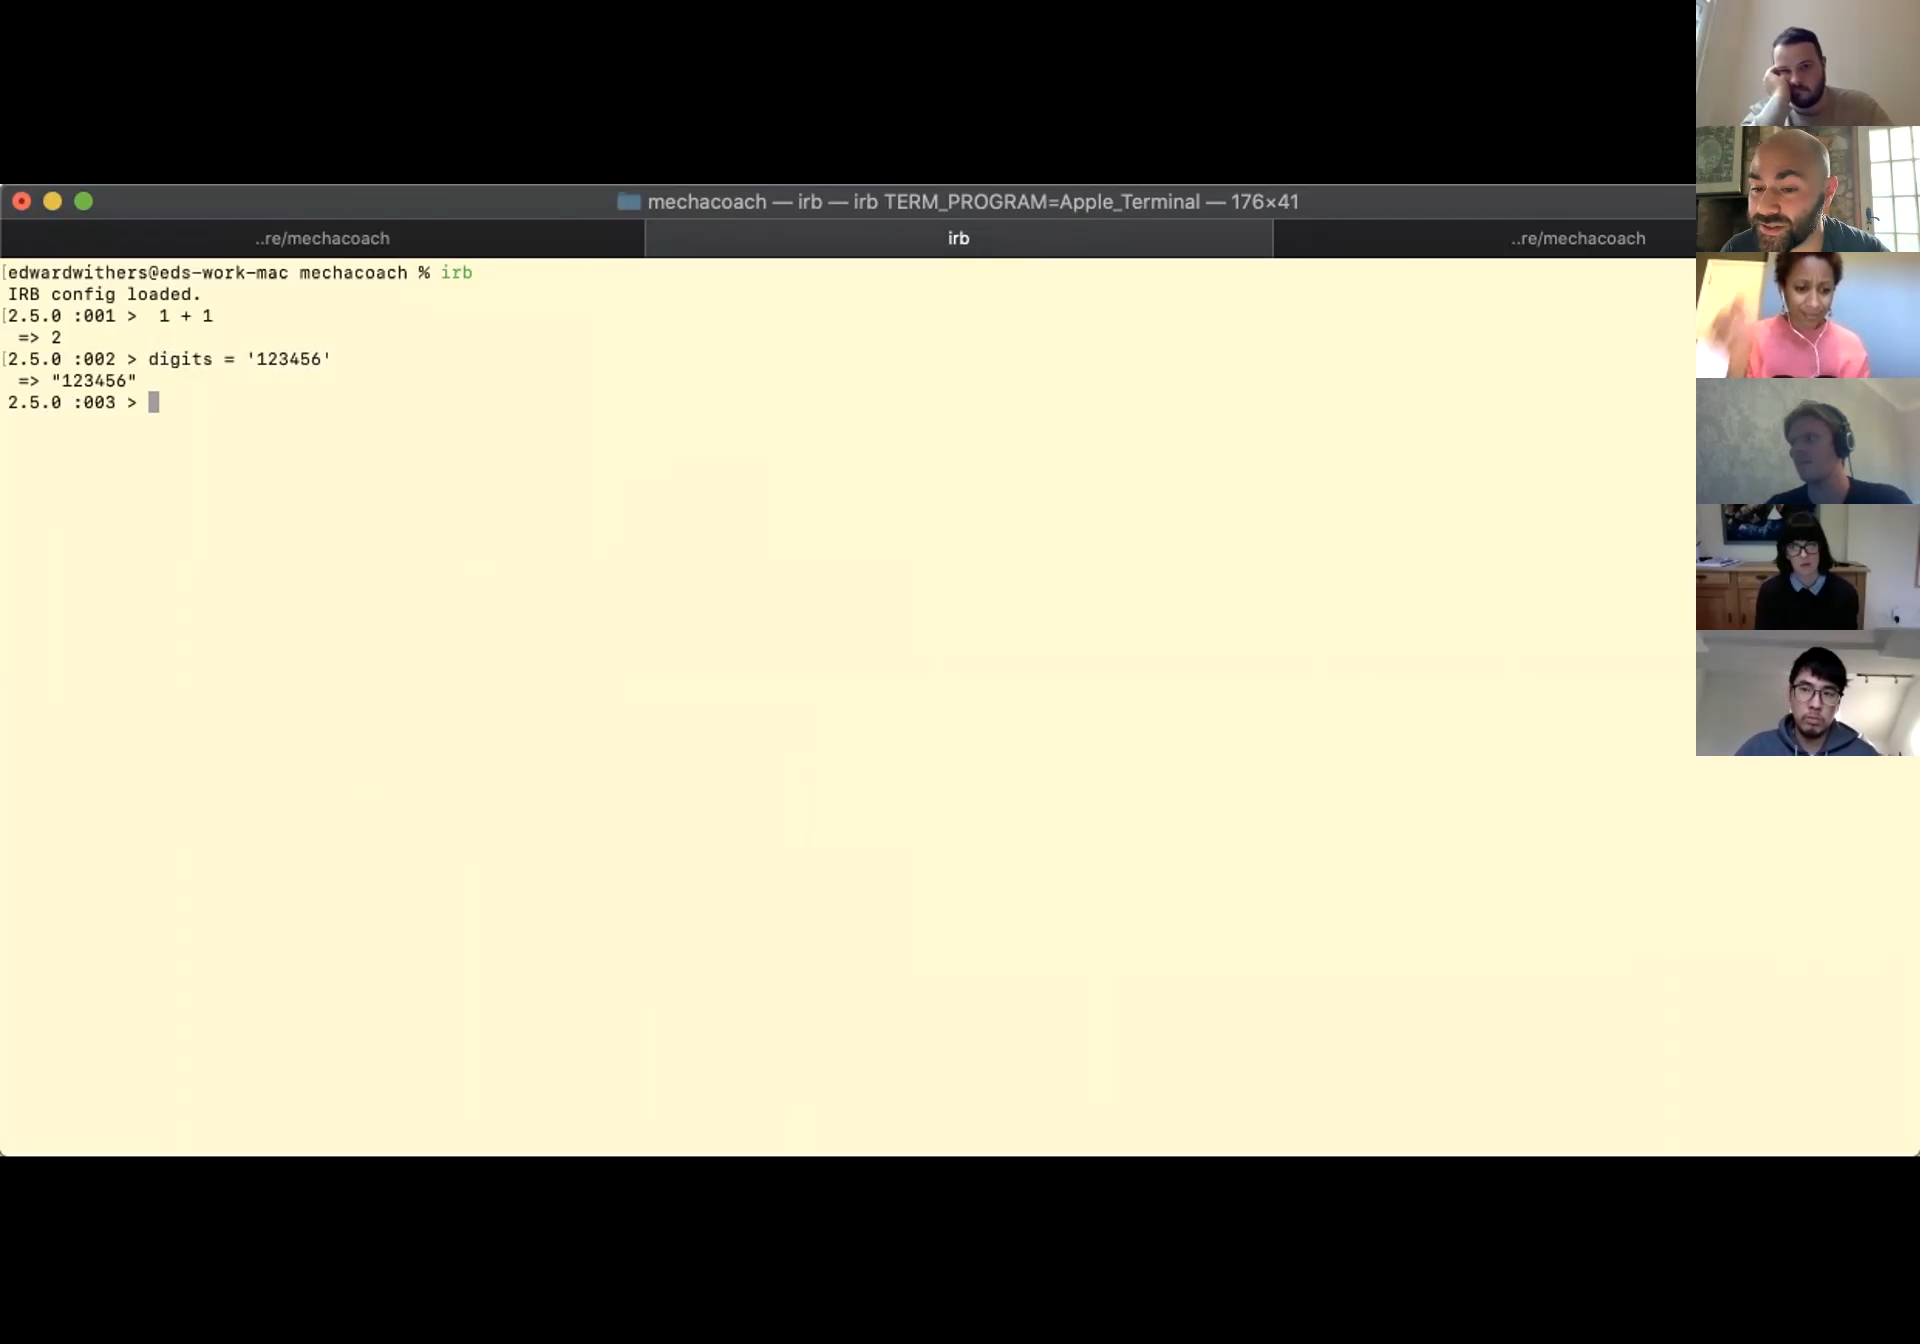 mechacoach — irb — irb TERM_PROGRAM=Apple_Terminal — 176×41
..re/mechacoach
irb
..re/mechacoach
[edwardwithers@eds-work-mac mechacoach % irb
IRB config loaded.
[2.5.0 :001 >  1 + 1
=> 2
[2.5.0 :002 > digits = '123456'
=> "123456"
2.5.0 :003 >